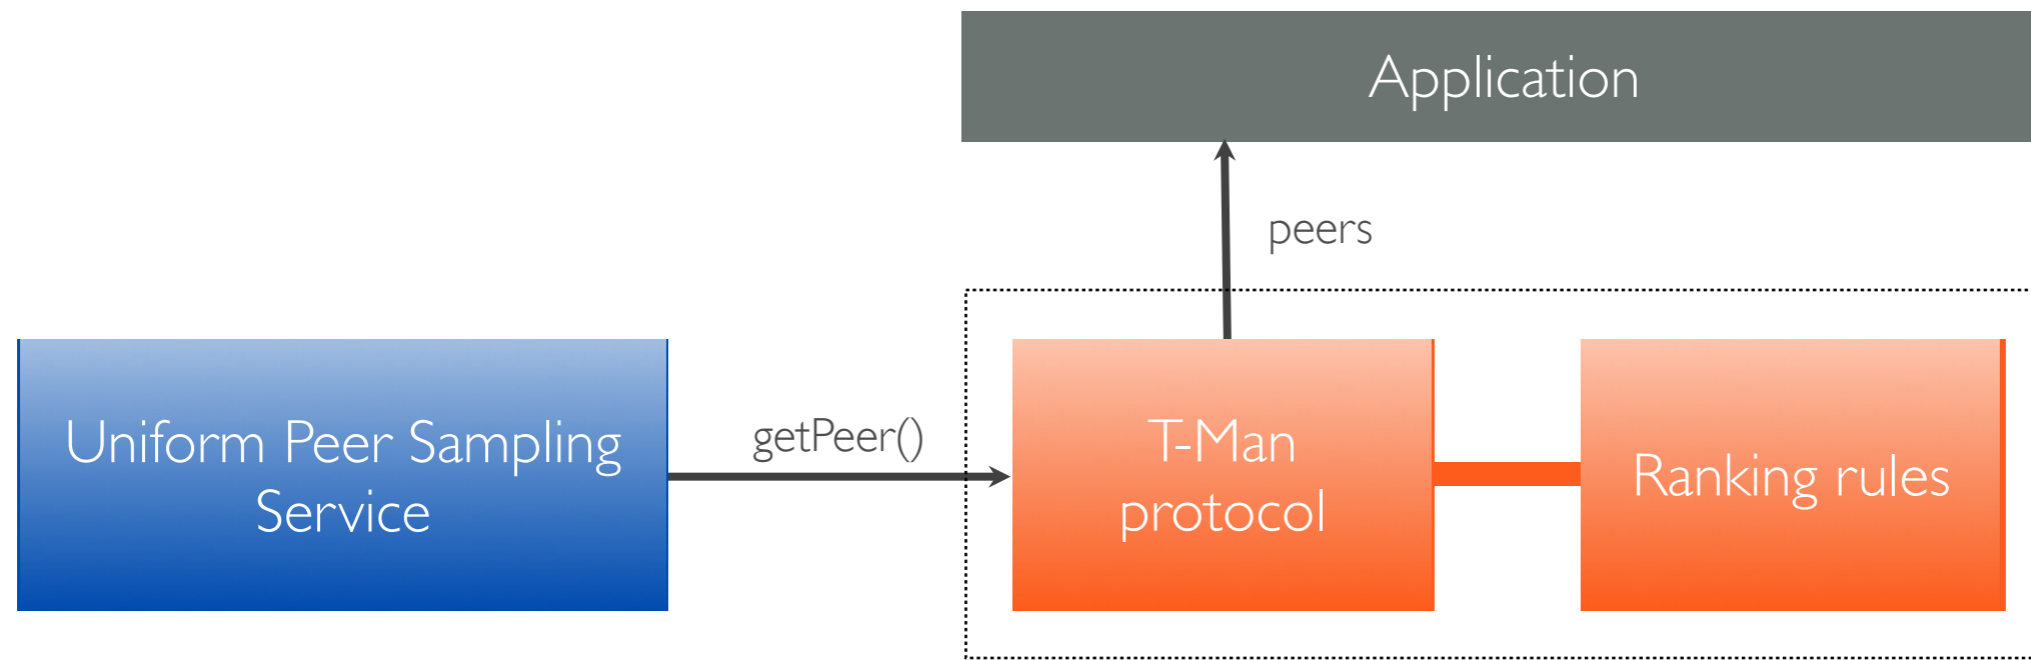 Application
peers
Uniform Peer Sampling
Service
getPeer()
T-Man
protocol
Ranking rules